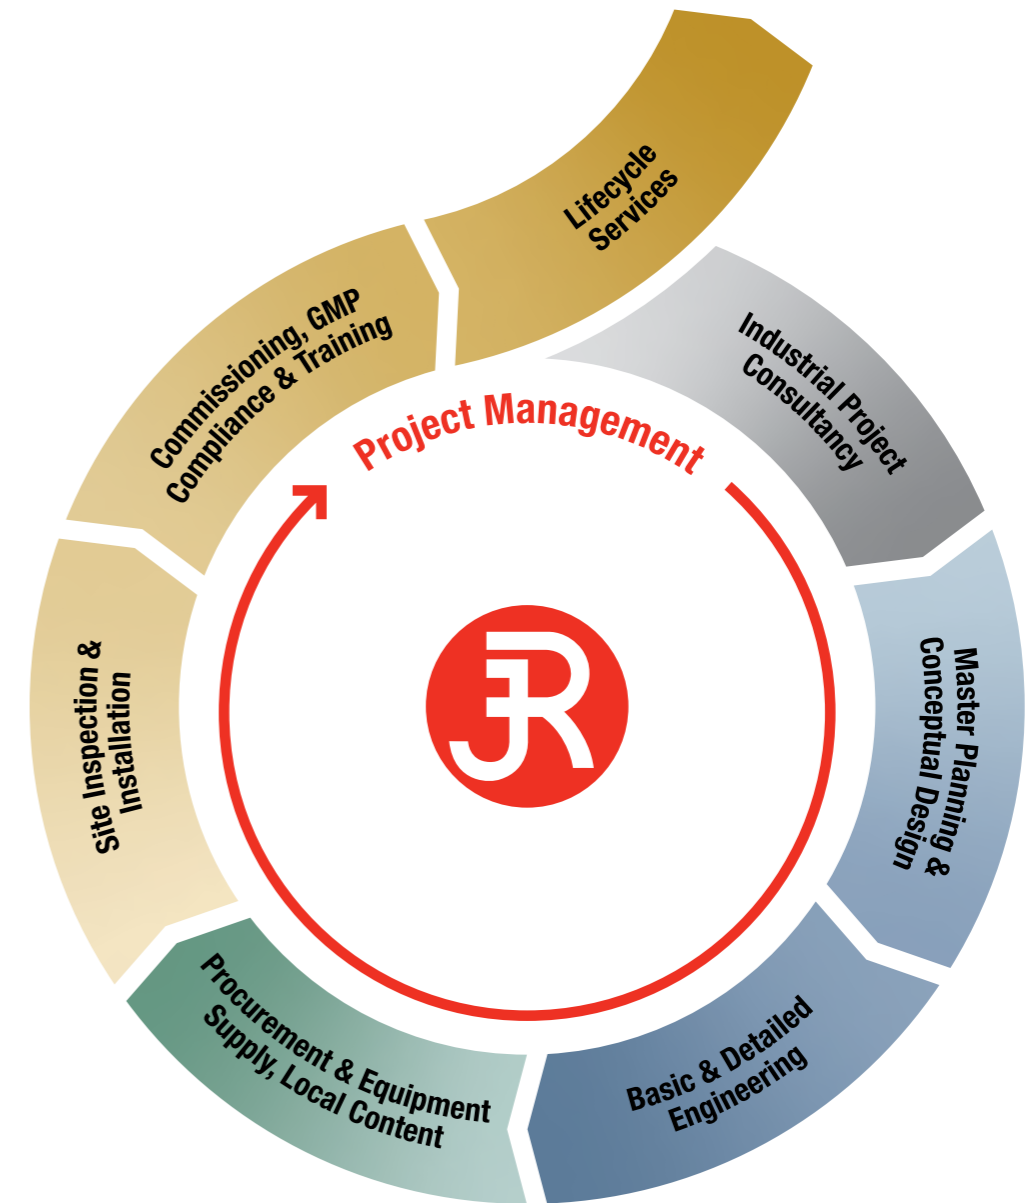 Lifecycle
Services
Industrial Project
Consultancy
Master Planning &
Conceptual Design
Basic & Detailed
Engineering
Procurement & Equipment
Supply, Local Content
Site Inspection &
Installation
Commissioning, GMP
Compliance & Training
Project Management
JR